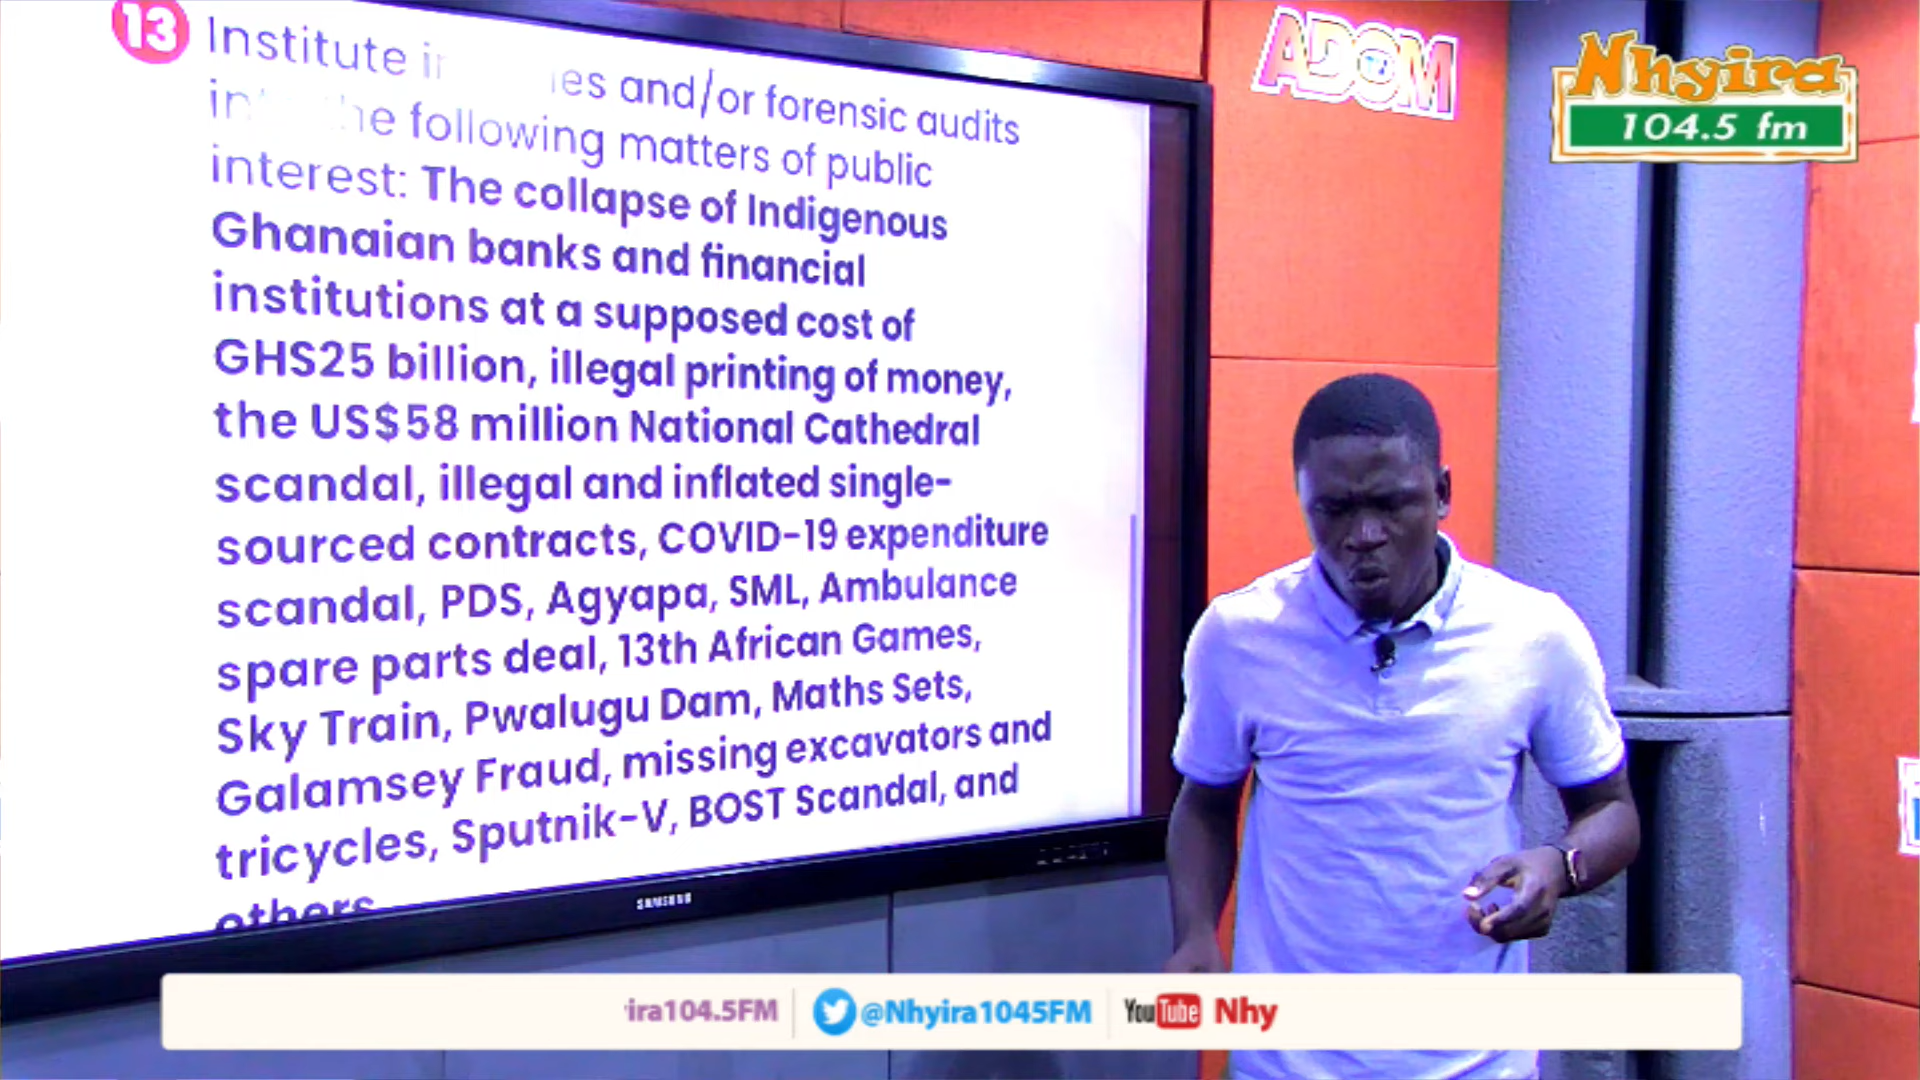 13 Institute
and/or forensic audits
the following matters of public
interest: The collapse of Indigenous
Ghanaian banks and financial
institutions at a supposed cost of
GHS25 billion, illegal printing of money,
the US$58 million National Cathedral
scandal, illegal and inflated single-
sourced contracts, COVID-19 expenditure
scandal, PDS, Agyapa, SML, Ambulance
spare parts deal, 13th African Games,
Sky Train, Pwalugu Dam, Maths Sets,
Galamsey Fraud, missing excavators and
tricycles, Sputnik-V, BOST Scandal, and
others
SAMSUNG
ADOM
Nhyira
104.5 fm
ira104.5FM
@Nhyira1045FM
YouTube Nhy